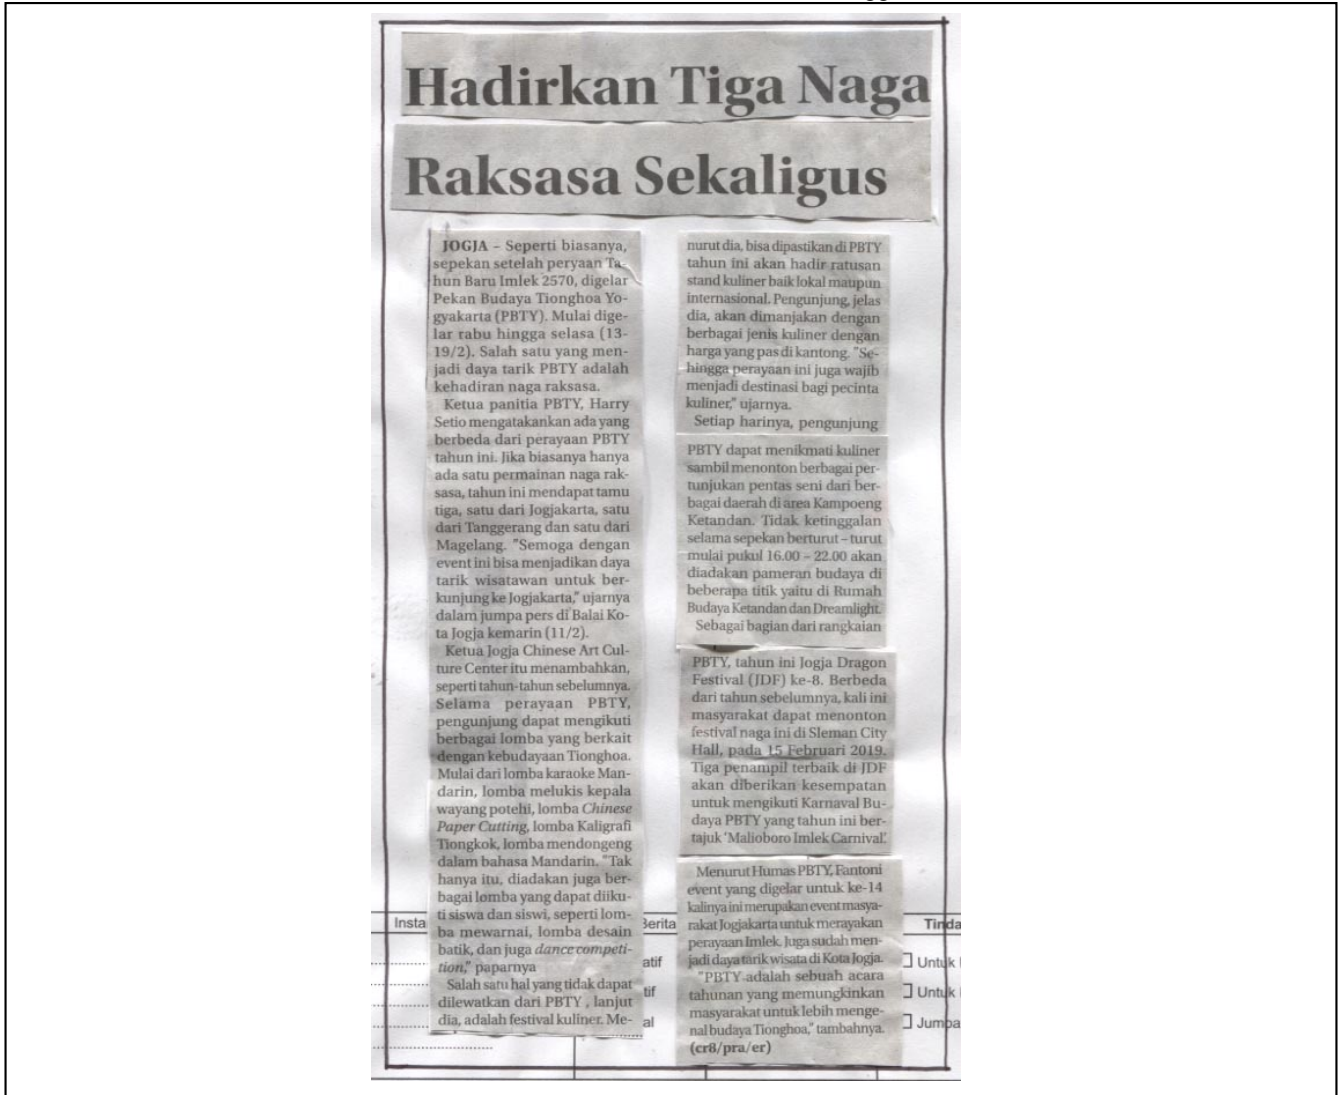 Hadirkan Tiga Naga
Raksasa Sekaligus
JOGJA – Seperti biasanya,
sepekan setelah peryaan Ta-
hun Baru Imlek 2570, digelar
Pekan Budaya Tionghoa Yo-
gyakarta (PBTY). Mulai dige-
lar rabu hingga selasa (13-
19/2). Salah satu yang men-
jadi daya tarik PBTY adalah
kehadiran naga raksasa.
Ketua panitia PBTY, Harry
Setio mengatakankan ada yang
berbeda dari perayaan PBTY
tahun ini. Jika biasanya hanya
ada satu permainan naga rak-
sasa, tahun ini mendapat tamu
tiga, satu dari Jogjakarta, satu
dari Tanggerang dan satu dari
Magelang. "Semoga dengan
event ini bisa menjadikan daya
tarik wisatawan untuk ber-
kunjung ke Jogjakarta," ujarnya
dalam jumpa pers di Balai Ko-
ta Jogja kemarin (11/2).
Ketua Jogja Chinese Art Cul-
ture Center itu menambahkan,
seperti tahun-tahun sebelumnya.
Selama perayaan PBTY,
pengunjung dapat mengikuti
berbagai lomba yang berkait
dengan kebudayaan Tionghoa.
Mulai dari lomba karaoke Man-
darin, lomba melukis kepala
wayang potehi, lomba Chinese
Paper Cutting, lomba Kaligrafi
Tiongkok, lomba mendongeng
dalam bahasa Mandarin. "Tak
hanya itu, diadakan juga ber-
bagai lomba yang dapat diiku-
ti siswa dan siswi, seperti lom-
ba mewarnai, lomba desain
batik, dan juga dance competi-
tion," paparnya
Salah satu hal yang tidak dapat
dilewatkan dari PBTY , lanjut
dia, adalah festival kuliner. Me-
nurut dia, bisa dipastikan di PBTY
tahun ini akan hadir ratusan
stand kuliner baik lokal maupun
internasional. Pengunjung, jelas
dia, akan dimanjakan dengan
berbagai jenis kuliner dengan
harga yang pas di kantong. "Se-
hingga perayaan ini juga wajib
menjadi destinasi bagi pecinta
kuliner," ujarnya.
Setiap harinya, pengunjung
PBTY dapat menikmati kuliner
sambil menonton berbagai per-
tunjukan pentas seni dari ber-
bagai daerah di area Kampoeng
Ketandan. Tidak ketinggalan
selama sepekan berturut – turut
mulai pukul 16.00 – 22.00 akan
diadakan pameran budaya di
beberapa titik yaitu di Rumah
Budaya Ketandan dan Dreamlight.
Sebagai bagian dari rangkaian
PBTY, tahun ini Jogja Dragon
Festival (JDF) ke-8. Berbeda
dari tahun sebelumnya, kali ini
masyarakat dapat menonton
festival naga ini di Sleman City
Hall, pada 15 Februari 2019.
Tiga penampil terbaik di JDF
akan diberikan kesempatan
untuk mengikuti Karnaval Bu-
daya PBTY yang tahun ini ber-
tajuk 'Malioboro Imlek Carnival'.
Menurut Humas PBTY, Fantoni
event yang digelar untuk ke-14
kalinya ini merupakan event masya-
rakat Jogjakarta untuk merayakan
perayaan Imlek. Juga sudah men-
jadi daya tarik wisata di Kota Jogja.
"PBTY adalah sebuah acara
tahunan yang memungkinkan
masyarakat untuk lebih menge-
nal budaya Tionghoa," tambahnya.
(cr8/pra/er)
Insta
Berita
Tinda
atif
Untuk
tif
Untuk
al
Jumpa